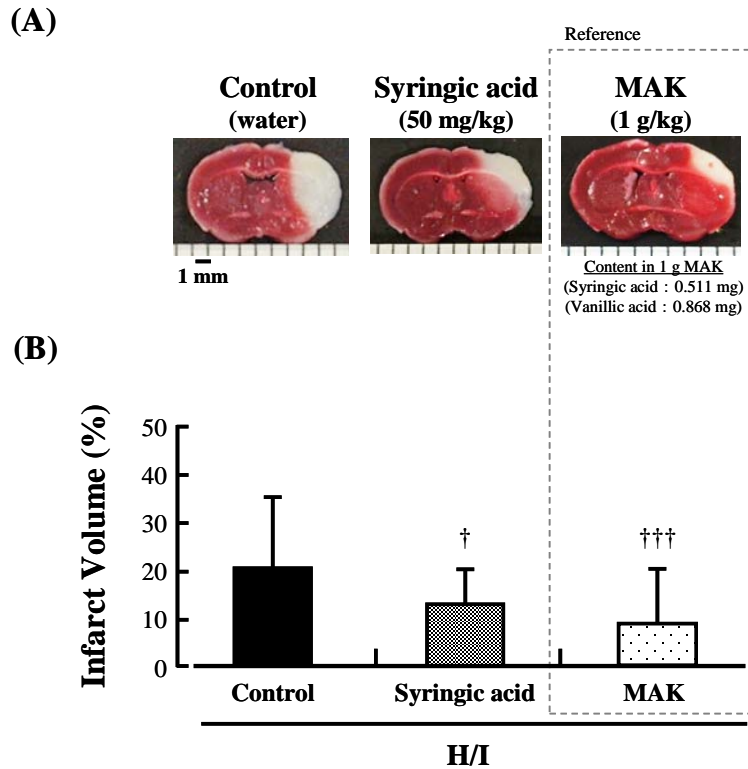 (A)
Reference
Control
(water)
Syringic acid
(50 mg/kg)
MAK
(1 g/kg)
1 mm
Content in 1 g MAK
(Syringic acid : 0.511 mg)
(Vanillic acid : 0.868 mg)
(B)
Infarct Volume (%)
50
40
30
20
10
0
†
†††
Control
Syringic acid
MAK
H/I